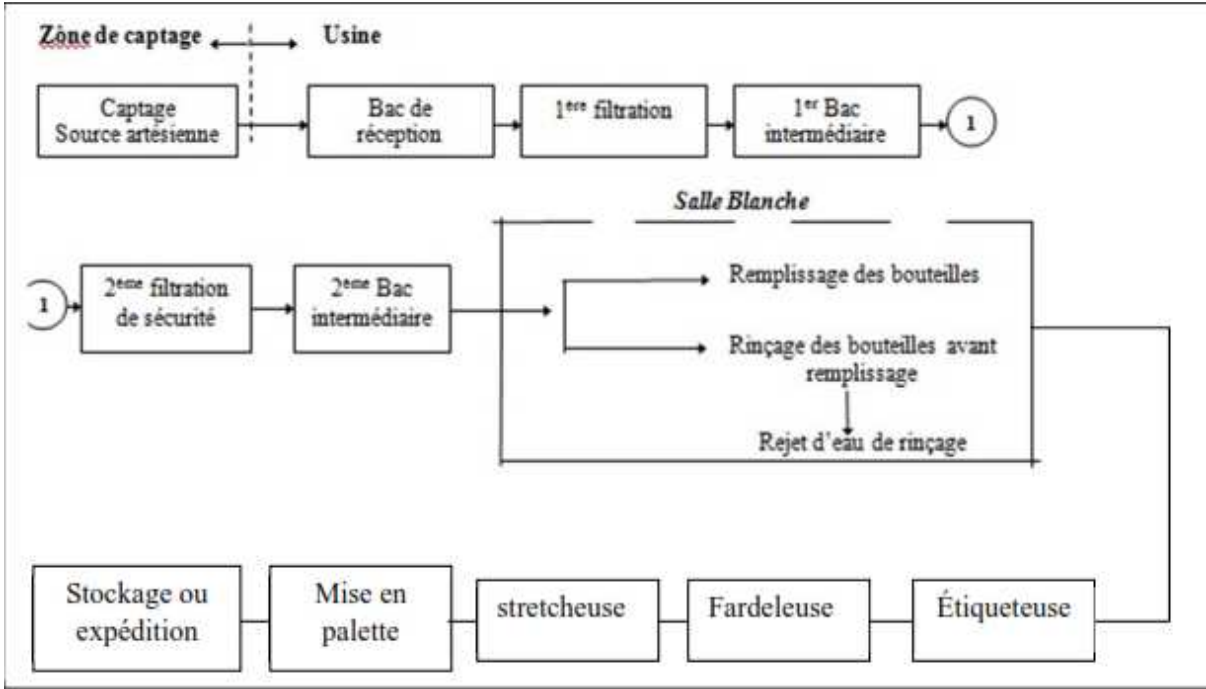 Zône de captage
Usine
Captage
Source artésienne
Bac de
réception
1ère filtration
1er Bac
intermédiaire
1
Salle Blanche
1
2ème filtration
de sécurité
2ème Bac
intermédiaire
Remplissage des bouteilles
Rinçage des bouteilles avant
remplissage
Rejet d'eau de rinçage
Stockage ou
expédition
Mise en
palette
stretcheuse
Fardeleuse
Étiqueteuse